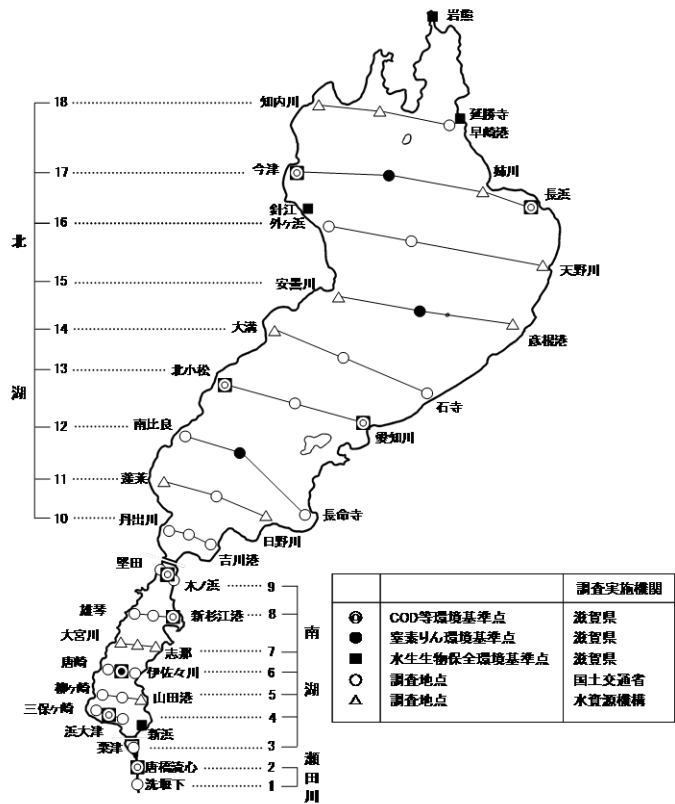 岩熊
18
知内川
延勝寺
早崎港
17
今津
姉川
長浜
針江
16
外ヶ浜
北
天野川
15
安曇川
14
大溝
彦根港
13
北小松
湖
石寺
12
南比良
愛知川
11
蓬莱
長命寺
10
丹出川
日野川
吉川港
堅田
木ノ浜
9
雄琴
新杉江港
8
南
大宮川
志那
7
唐崎
伊佐々川
6
湖
柳ヶ崎
山田港
5
三保ヶ崎
4
浜大津
新浜
粟津
3
瀬
唐橋流心
2
田
洗堰下
1
川
調査実施機関
COD等環境基準点
滋賀県
窒素りん環境基準点
滋賀県
水生生物保全環境基準点
滋賀県
調査地点
国土交通省
調査地点
水資源機構